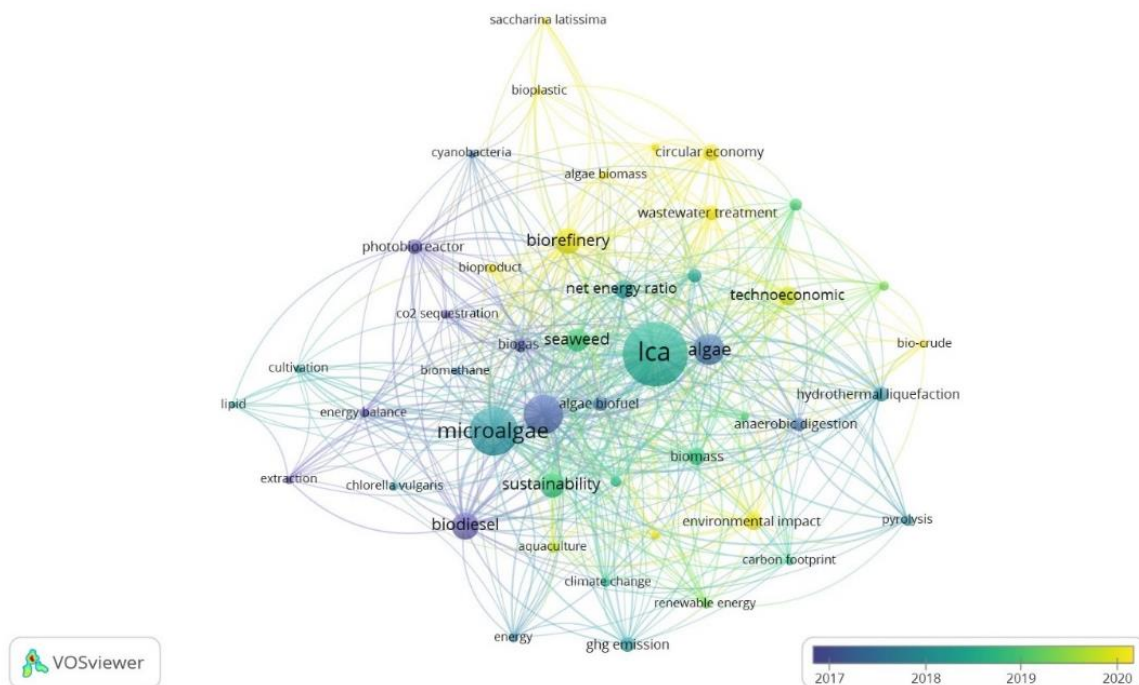 saccharina latissima
bioplastic
cyanobacteria
circular economy
algae biomass
wastewater treatment
biorefinery
photobioreactor
bioproduct
net energy ratio
technoeconomic
co2 sequestration
seaweed
biogas
lca
algae
bio-crude
cultivation
biomethane
hydrothermal liquefaction
lipid
energy balance
algae biofuel
anaerobic digestion
microalgae
biomass
extraction
chlorella vulgaris
sustainability
biodiesel
environmental impact
pyrolysis
aquaculture
carbon footprint
climate change
renewable energy
energy
ghg emission
VOSviewer
2017 2018 2019 2020